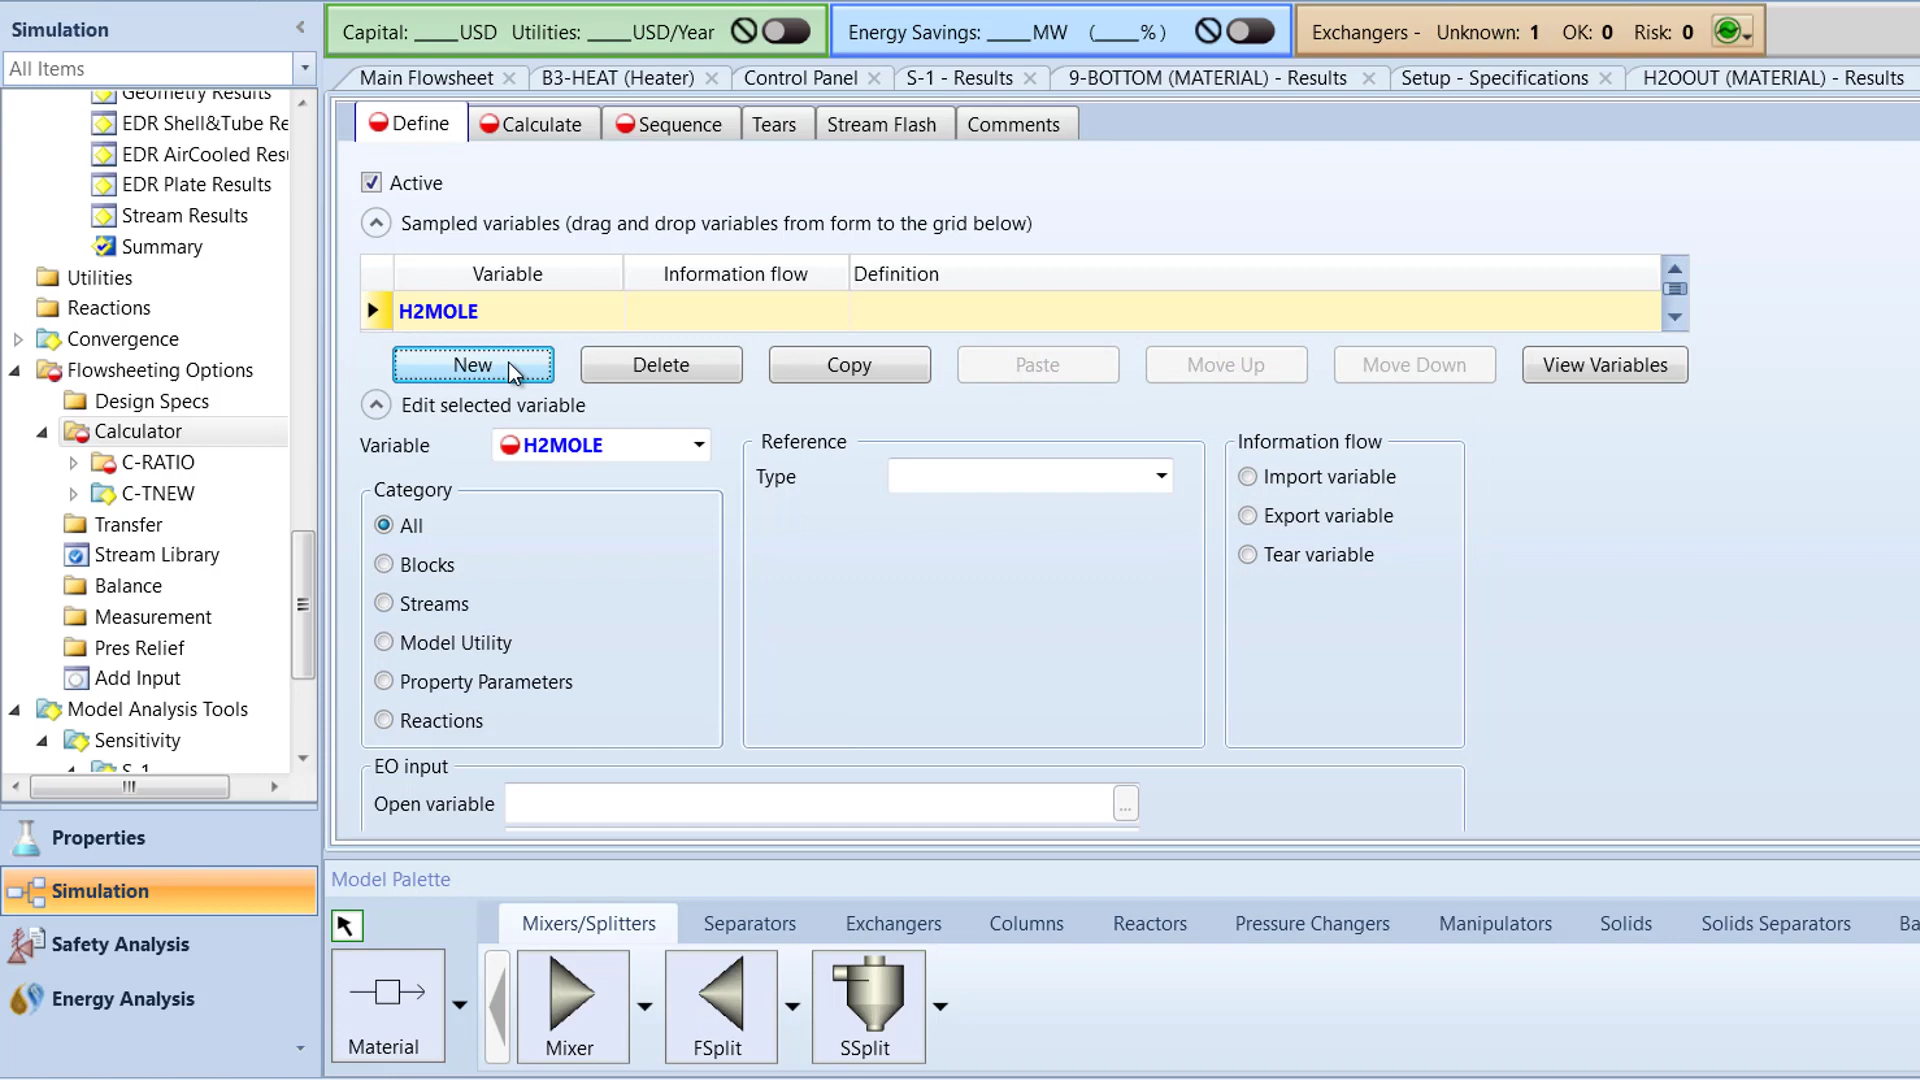 Simulation
All Items
Geometry Results
EDR Shell&Tube Re
EDR AirCooled Resu
EDR Plate Results
Stream Results
Summary
Utilities
Reactions
Convergence
Flowsheeting Options
Design Specs
Calculator
C-RATIO
C-TNEW
Transfer
Stream Library
Balance
Measurement
Pres Relief
Add Input
Model Analysis Tools
Sensitivity
S-1
Properties
Simulation
Safety Analysis
Energy Analysis
Capital: ____USD Utilities: ____USD/Year
Energy Savings: ____MW (____%)
Exchangers - Unknown: 1 OK: 0 Risk: 0
Main Flowsheet B3-HEAT (Heater) Control Panel S-1 - Results 9-BOTTOM (MATERIAL) - Results Setup - Specifications H2OOUT (MATERIAL) - Results
Define Calculate Sequence Tears Stream Flash Comments
Active
Sampled variables (drag and drop variables from form to the grid below)
Variable Information flow Definition
H2MOLE
New Delete Copy Paste Move Up Move Down View Variables
Edit selected variable
Variable H2MOLE
Category
All
Blocks
Streams
Model Utility
Property Parameters
Reactions
Reference
Type
Information flow
Import variable
Export variable
Tear variable
EO input
Open variable ...
Model Palette
Mixers/Splitters Separators Exchangers Columns Reactors Pressure Changers Manipulators Solids Solids Separators Ba
Material Mixer FSplit SSplit